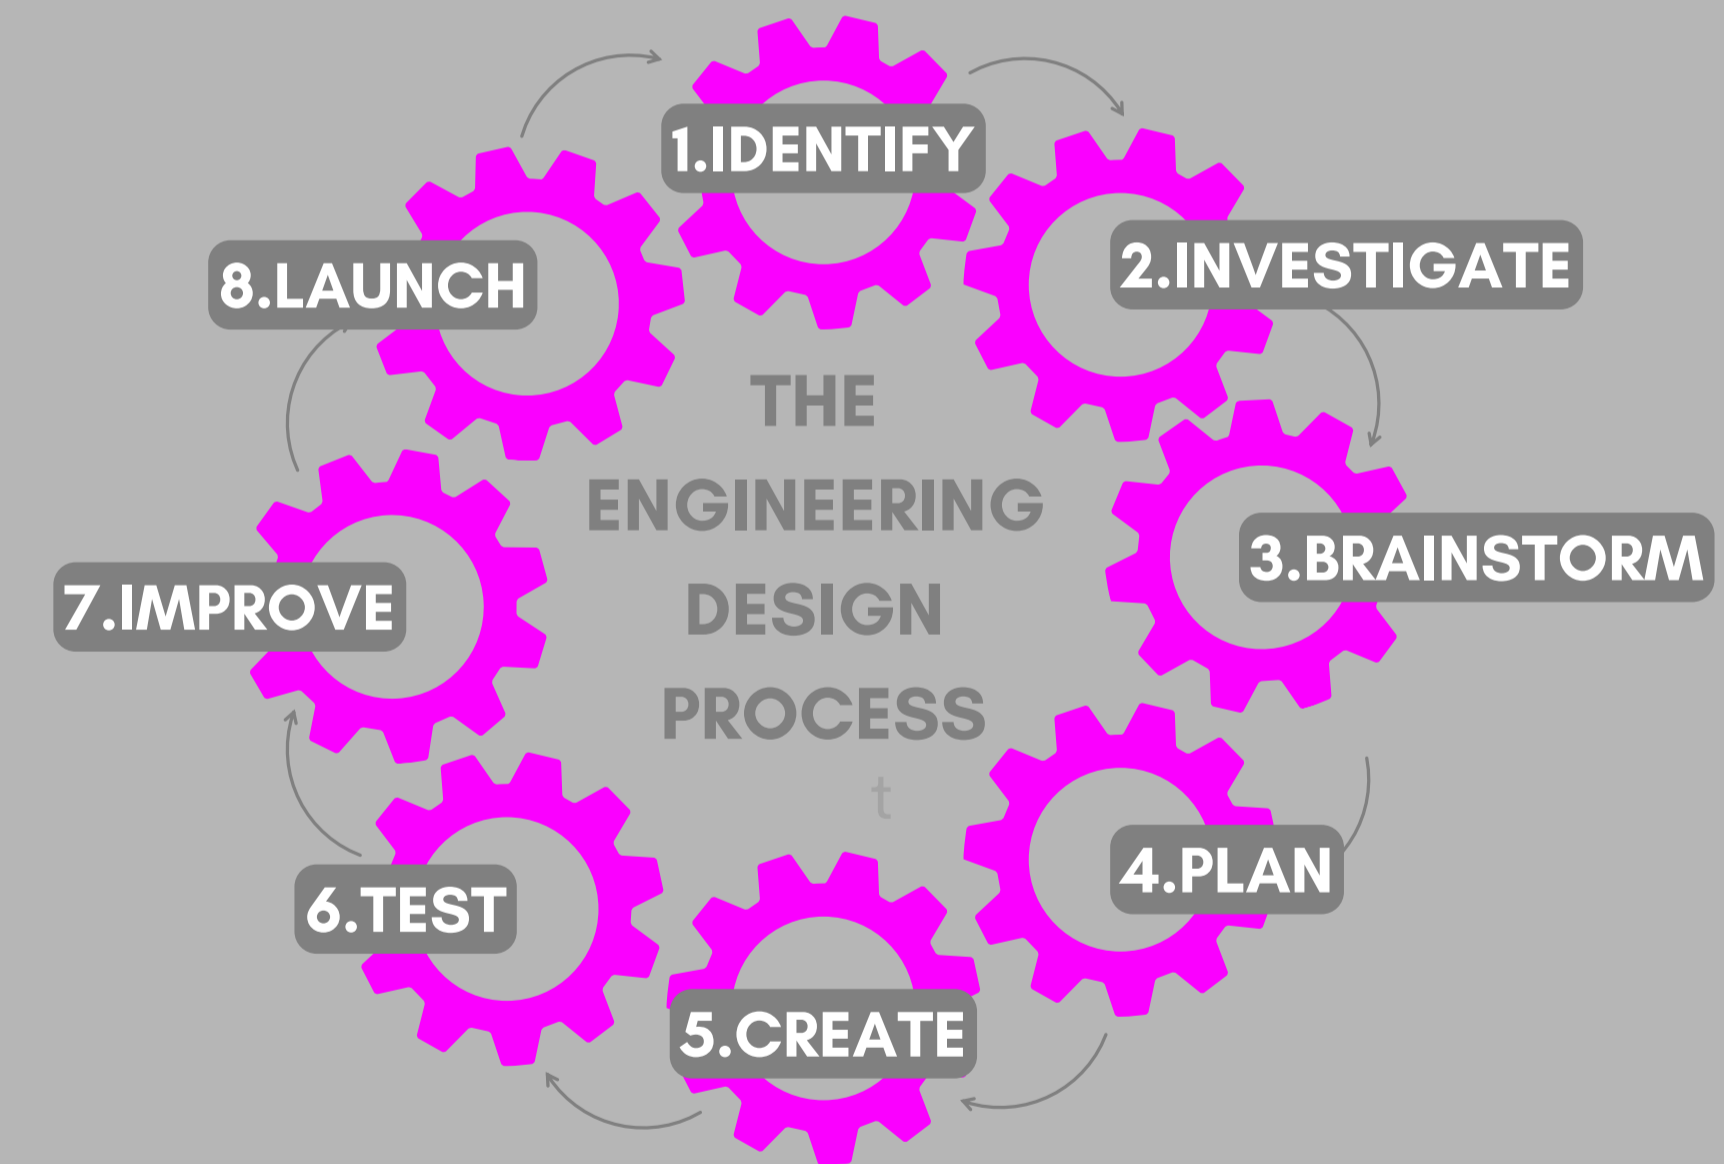 1.IDENTIFY
2.INVESTIGATE
8.LAUNCH
THE
ENGINEERING
DESIGN
PROCESS
3.BRAINSTORM
7.IMPROVE
t
4.PLAN
6.TEST
5.CREATE